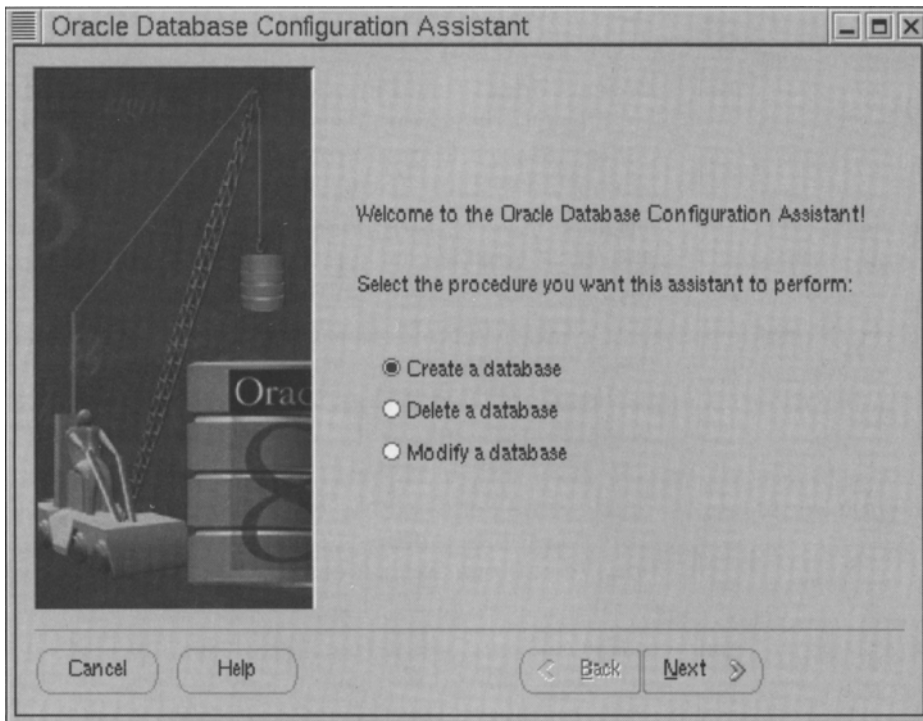 Oracle Database Configuration Assistant
Welcome to the Oracle Database Configuration Assistant!
Select the procedure you want this assistant to perform:
Create a database
Delete a database
Modify a database
Orac
8
Cancel
Help
Back
Next